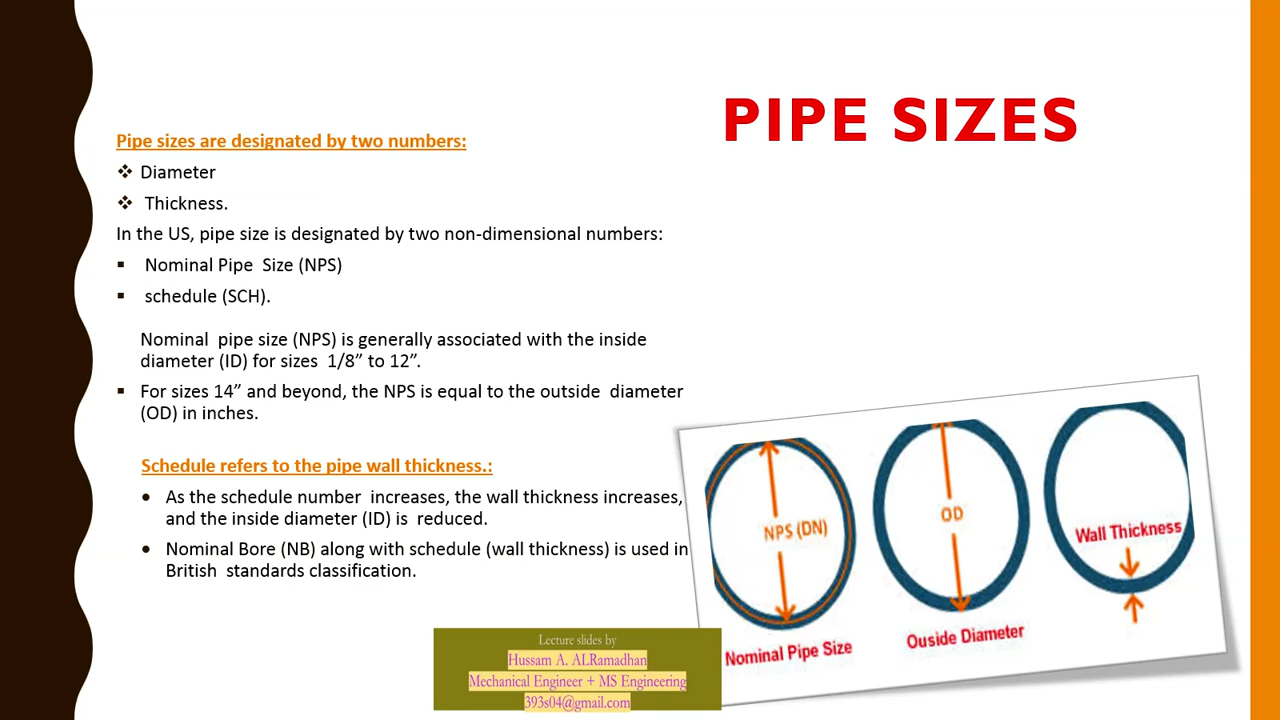 PIPE SIZES
Pipe sizes are designated by two numbers:
❖ Diameter
❖ Thickness.
In the US, pipe size is designated by two non-dimensional numbers:
▪ Nominal Pipe Size (NPS)
▪ schedule (SCH).
Nominal pipe size (NPS) is generally associated with the inside
diameter (ID) for sizes 1/8” to 12”.
▪ For sizes 14” and beyond, the NPS is equal to the outside diameter
(OD) in inches.
Schedule refers to the pipe wall thickness.:
• As the schedule number increases, the wall thickness increases,
and the inside diameter (ID) is reduced.
• Nominal Bore (NB) along with schedule (wall thickness) is used in
British standards classification.
NPS (DN)
OD
Wall Thickness
Nominal Pipe Size
Ouside Diameter
Lecture slides by
Hussam A. ALRamadhan
Mechanical Engineer + MS Engineering
393s04@gmail.com